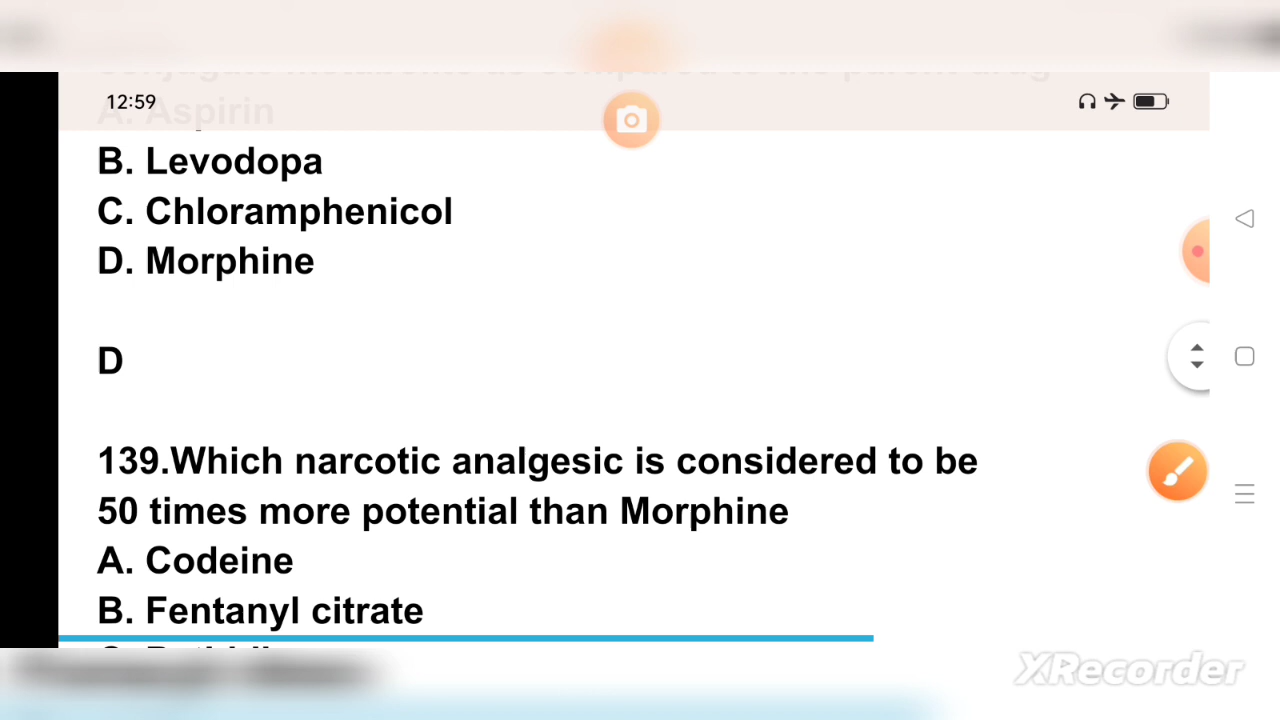 12:59
A. Aspirin
B. Levodopa
C. Chloramphenicol
D. Morphine
D
139.Which narcotic analgesic is considered to be
50 times more potential than Morphine
A. Codeine
B. Fentanyl citrate
XRecorder